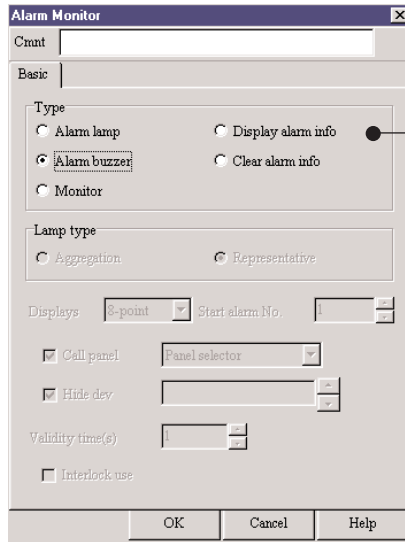 Alarm Monitor
Cmnt
Basic
Type
Alarm lamp Display alarm info
Alarm buzzer Clear alarm info
Monitor
Lamp type
Aggregation Representative
Displays 8-point Start alarm No. 1
Call panel Panel selector
Hide dev
Validity time(s) 1
Interlock use
OK Cancel Help